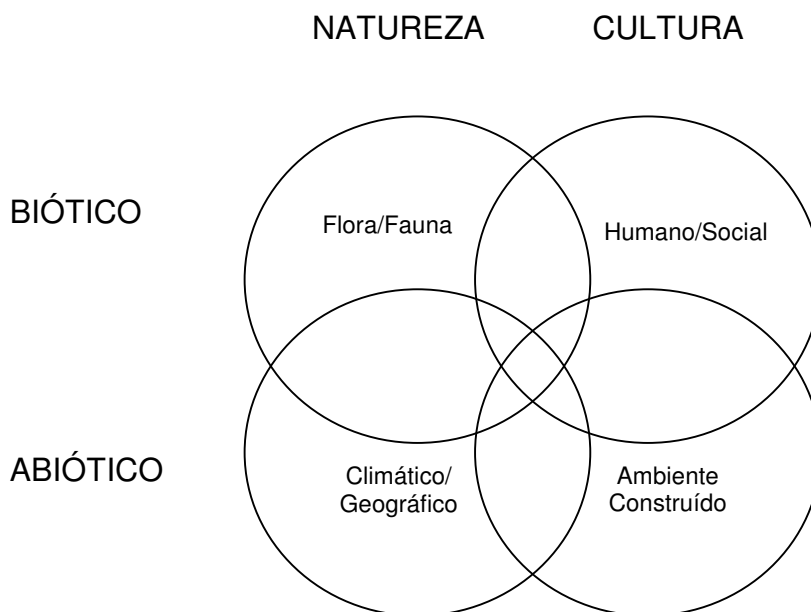 NATUREZA CULTURA
BIÓTICO
Flora/Fauna
Humano/Social
ABIÓTICO
Climático/
Geográfico
Ambiente
Construído